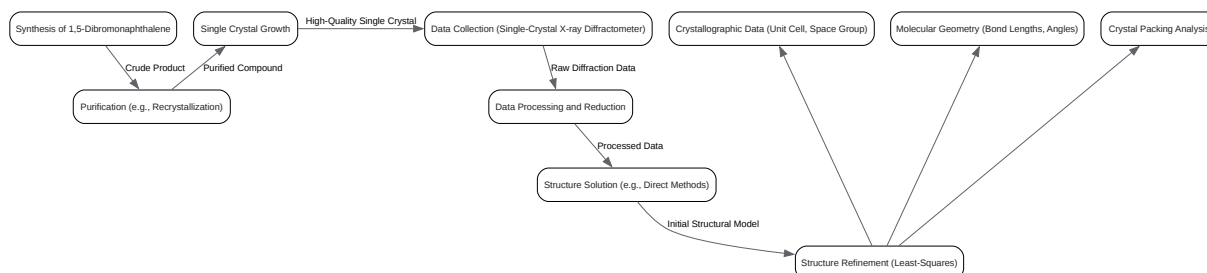 Synthesis of 1,5-Dibromonaphthalene
Single Crystal Growth
High-Quality Single Crystal
Data Collection (Single-Crystal X-ray Diffractometer)
Crystallographic Data (Unit Cell, Space Group)
Molecular Geometry (Bond Lengths, Angles)
Crystal Packing Analysis
Crude Product
Purified Compound
Raw Diffraction Data
Purification (e.g., Recrystallization)
Data Processing and Reduction
Processed Data
Structure Solution (e.g., Direct Methods)
Initial Structural Model
Structure Refinement (Least-Squares)